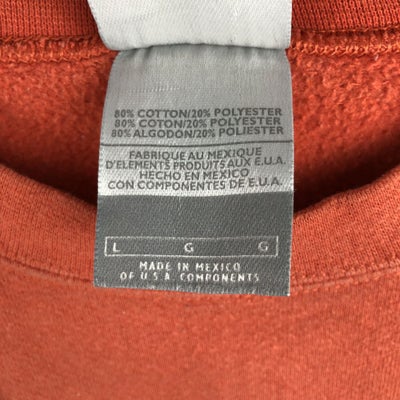 80% COTTON/20% POLYESTER
80% COTON/20% POLYESTER
80% ALGODON/20% POLIESTER
FABRIQUE AU MEXIQUE
D'ELEMENTS PRODUITS AUX E.U.A.
HECHO EN MEXICO
CON COMPONENTES DE E.U.A.
L G G
MADE IN MEXICO
OF U.S.A. COMPONENTS